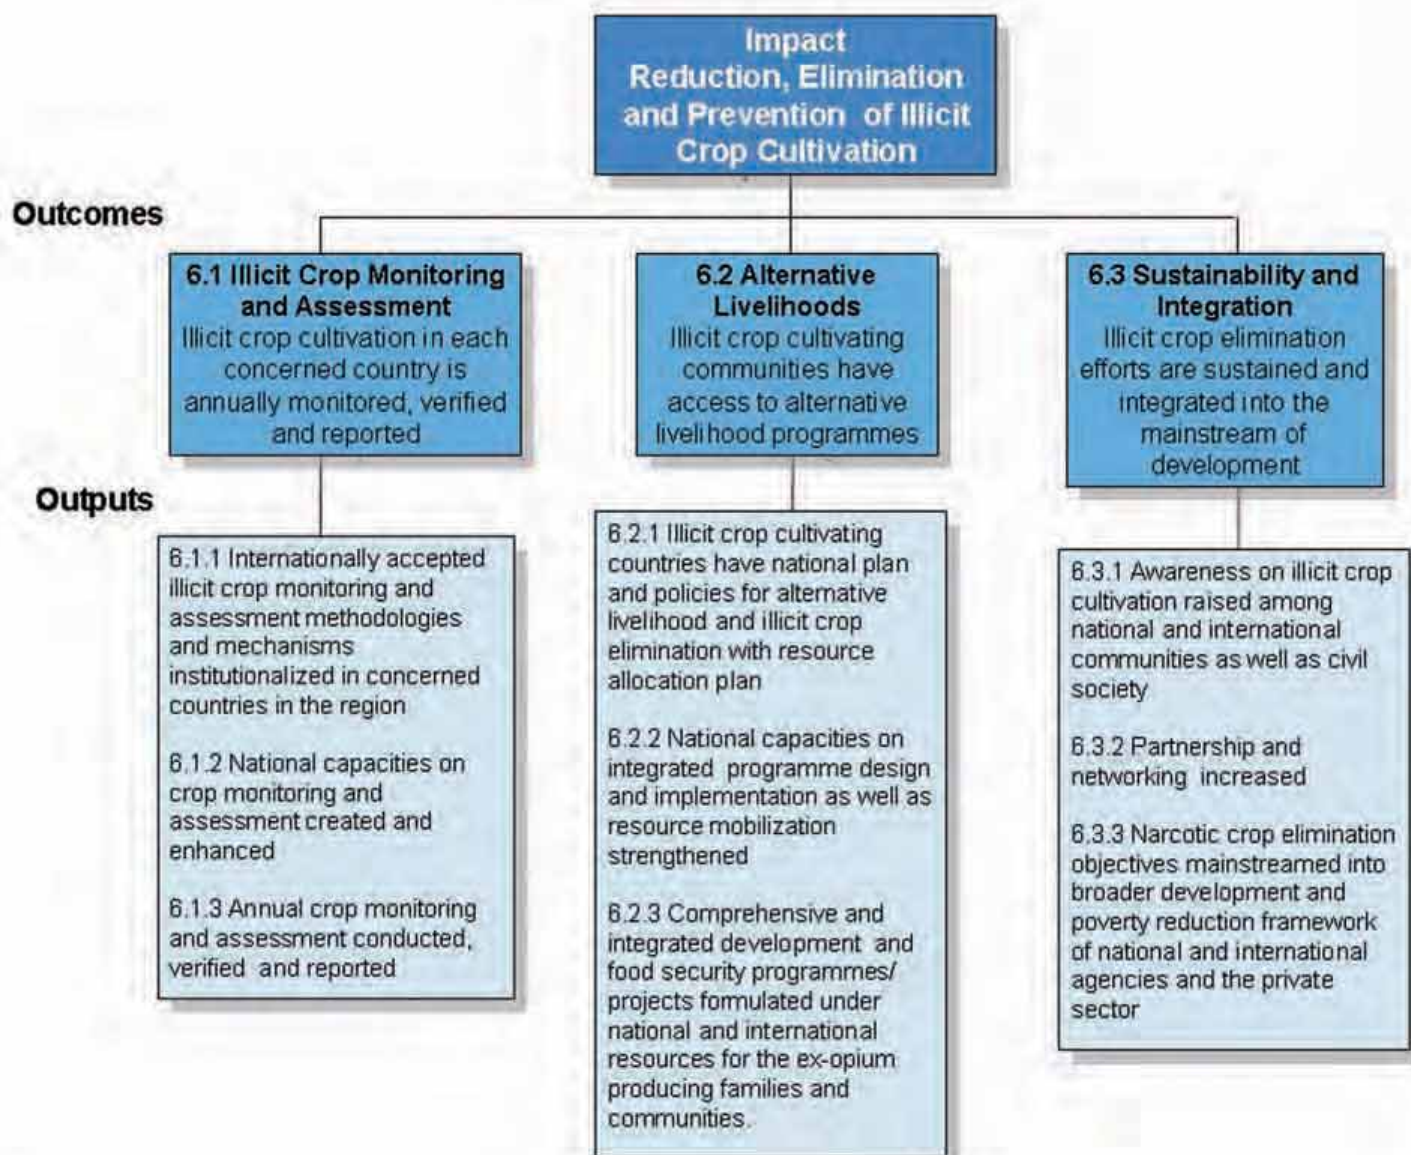 Impact
Reduction, Elimination
and Prevention of Illicit
Crop Cultivation
Outcomes
6.1 Illicit Crop Monitoring
and Assessment
Illicit crop cultivation in each
concerned country is
annually monitored, verified
and reported
6.2 Alternative
Livelihoods
Illicit crop cultivating
communities have
access to alternative
livelihood programmes
6.3 Sustainability and
Integration
Illicit crop elimination
efforts are sustained and
integrated into the
mainstream of
development
Outputs
6.1.1 Internationally accepted
illicit crop monitoring and
assessment methodologies
and mechanisms
institutionalized in concerned
countries in the region
6.1.2 National capacities on
crop monitoring and
assessment created and
enhanced
6.1.3 Annual crop monitoring
and assessment conducted,
verified and reported
6.2.1 Illicit crop cultivating
countries have national plan
and policies for alternative
livelihood and illicit crop
elimination with resource
allocation plan
6.2.2 National capacities on
integrated programme design
and implementation as well as
resource mobilization
strengthened
6.2.3 Comprehensive and
integrated development and
food security programmes/
projects formulated under
national and international
resources for the ex-opium
producing families and
communities.
6.3.1 Awareness on illicit crop
cultivation raised among
national and international
communities as well as civil
society
6.3.2 Partnership and
networking increased
6.3.3 Narcotic crop elimination
objectives mainstreamed into
broader development and
poverty reduction framework
of national and international
agencies and the private
sector